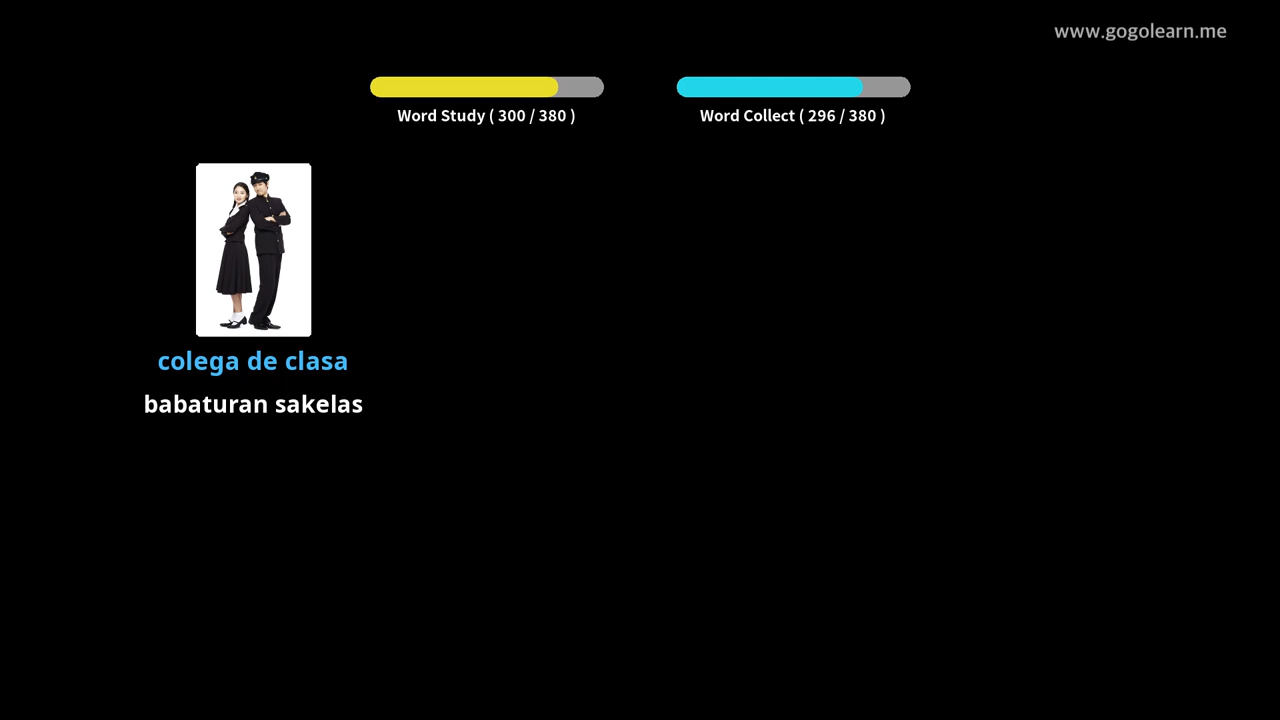 www.gogolearn.me
Word Study ( 300 / 380 )
Word Collect ( 296 / 380 )
colega de clasa
babaturan sakelas